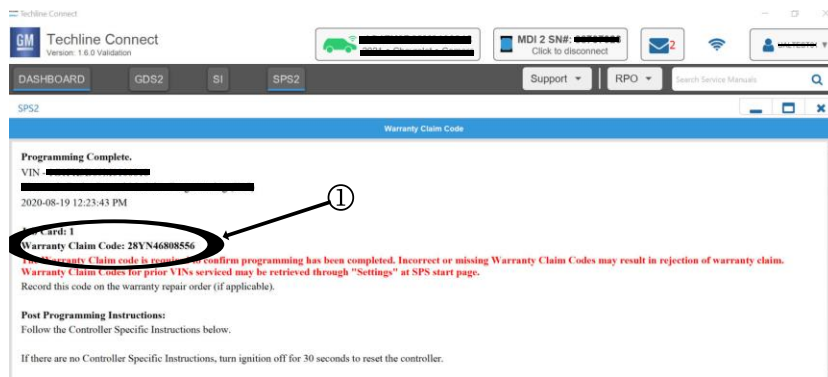 Techline Connect
GM
Techline Connect
Version: 1.6.0 Validation
MDI 2 SN#:
Click to disconnect
2
DASHBOARD GDS2 SI SPS2 Support RPO Search Service Manuals
SPS2
Warranty Claim Code
Programming Complete.
VIN -
2020-08-19 12:23:43 PM
1
Card: 1
Warranty Claim Code: 28YN46808556
The Warranty Claim code is required to confirm programming has been completed. Incorrect or missing Warranty Claim Codes may result in rejection of warranty claim.
Warranty Claim Codes for prior VINs serviced may be retrieved through "Settings" at SPS start page.
Record this code on the warranty repair order (if applicable).
Post Programming Instructions:
Follow the Controller Specific Instructions below.
If there are no Controller Specific Instructions, turn ignition off for 30 seconds to reset the controller.